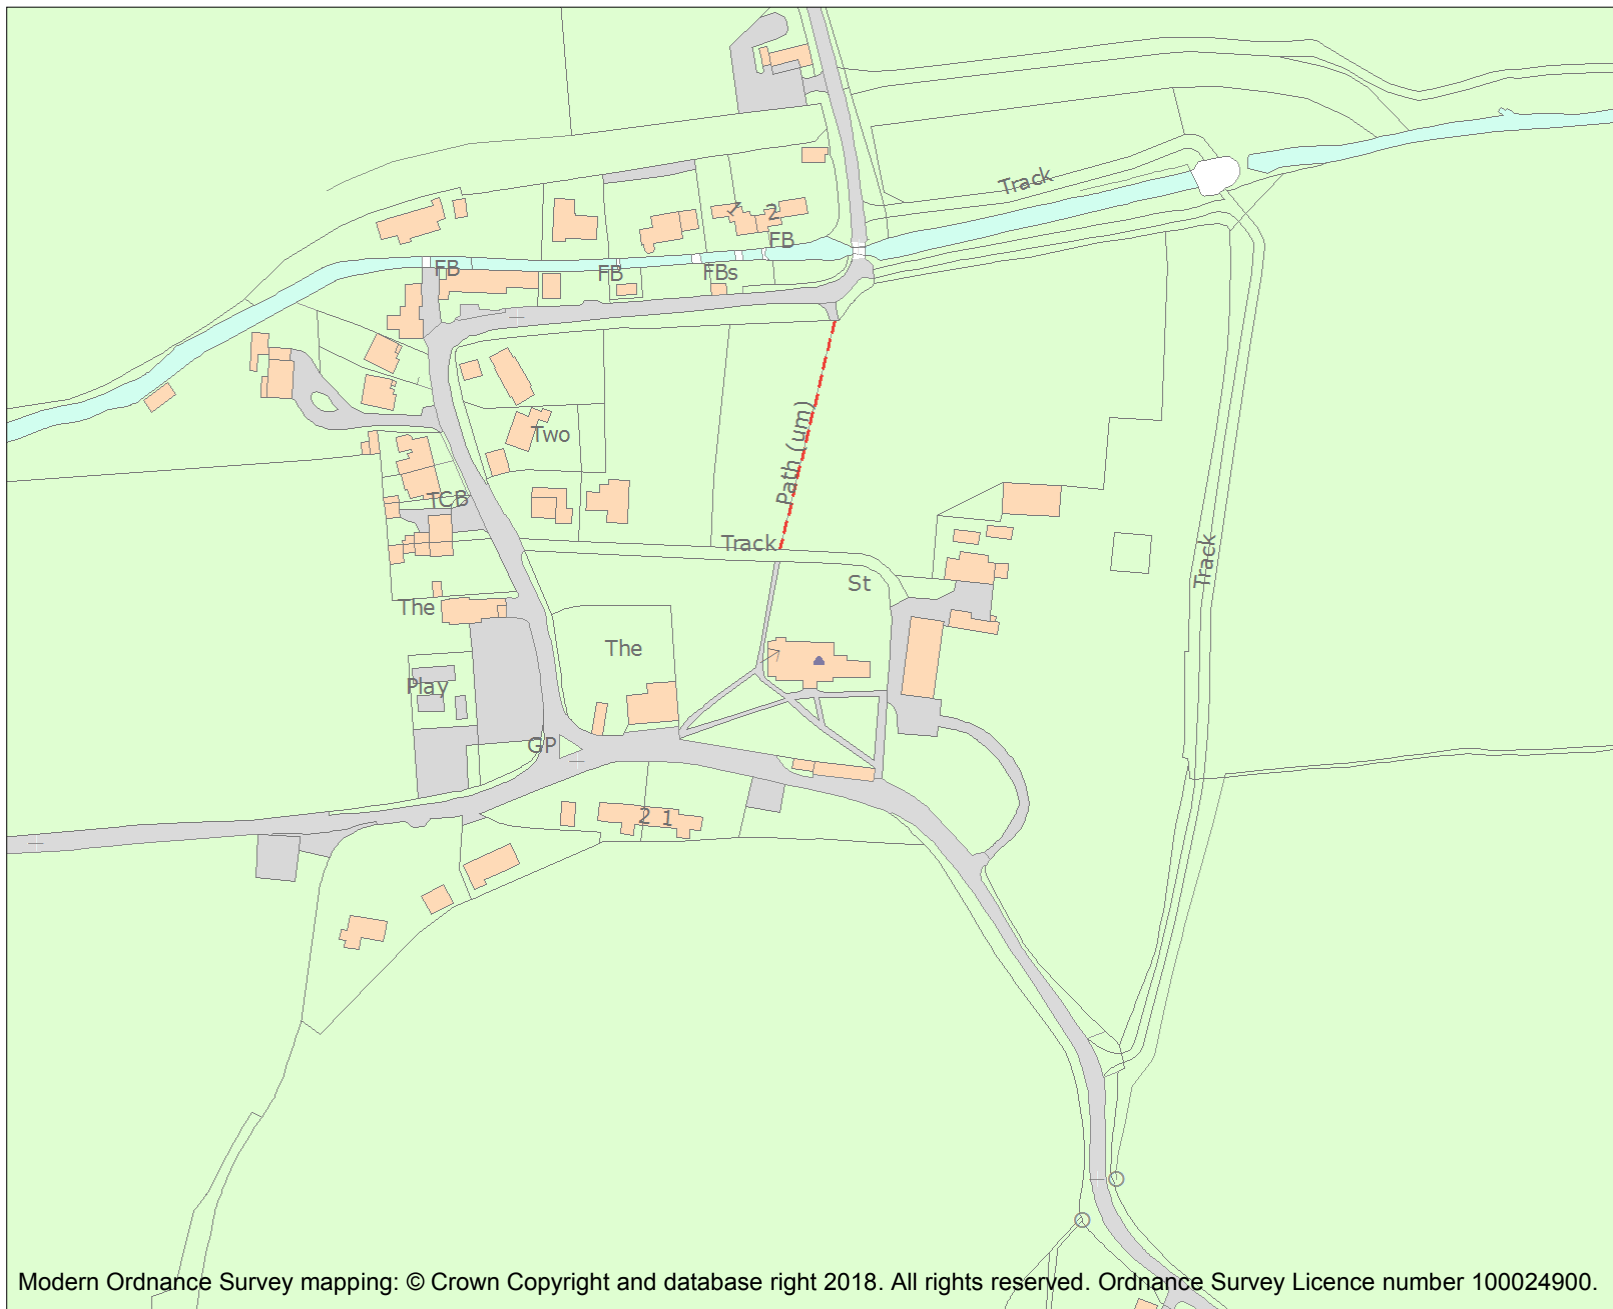 Track
1 2
FB
FB
FB
FBs
Two
Path (um)
TCB
Track
Track
St
The
The
Play
GP
2 1
Modern Ordnance Survey mapping: © Crown Copyright and database right 2018. All rights reserved. Ordnance Survey Licence number 100024900.